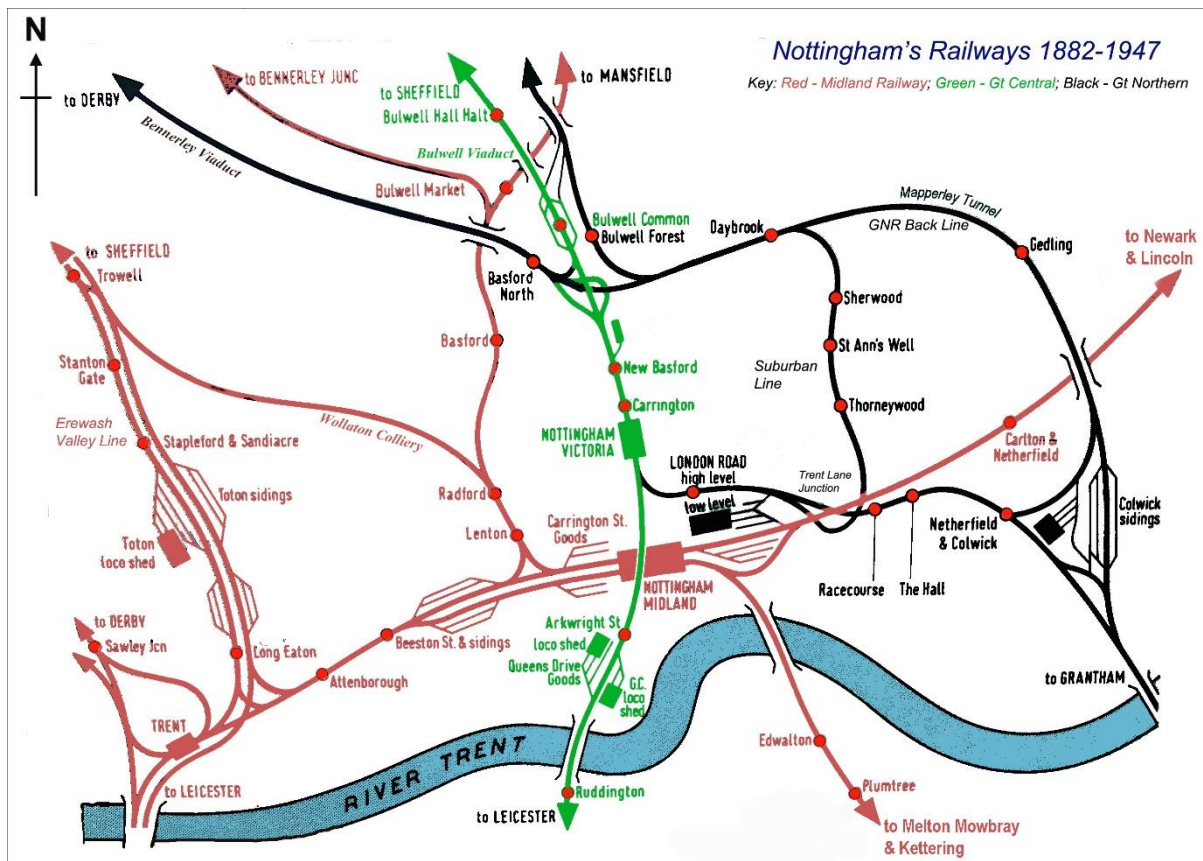 N
Nottingham's Railways 1882-1947
Key: Red - Midland Railway; Green - Gt Central; Black - Gt Northern
to DERBY
to BENNERLEY JUNC
to SHEFFIELD
to MANSFIELD
Bulwell Hall Halt
Bennerley Viaduct
Bulwell Viaduct
Bulwell Market
Bulwell Common
Bulwell Forest
Daybrook
Mapperley Tunnel
GNR Back Line
Gedling
to Newark
& Lincoln
to SHEFFIELD
Trowell
Basford
North
Sherwood
Stanton
Gate
Basford
St Ann's Well
New Basford
Suburban
Line
Carrington
Thorneywood
Erewash
Valley Line
Wollaton Colliery
Stapleford & Sandiacre
NOTTINGHAM
VICTORIA
Carlton &
Netherfield
Toton sidings
Radford
LONDON ROAD
high level
low level
Trent Lane
Junction
Colwick
sidings
Toton
loco shed
Lenton
Carrington St.
Goods
Netherfield
& Colwick
NOTTINGHAM
MIDLAND
Racecourse
The Hall
to DERBY
Sawley Jcn
Long Eaton
Beeston St. & sidings
Arkwright St
loco shed
Queens Drive
Goods
G.C.
loco
shed
Attenborough
to GRANTHAM
TRENT
Edwalton
to LEICESTER
RIVER TRENT
Ruddington
Plumtree
to LEICESTER
to Melton Mowbray
& Kettering